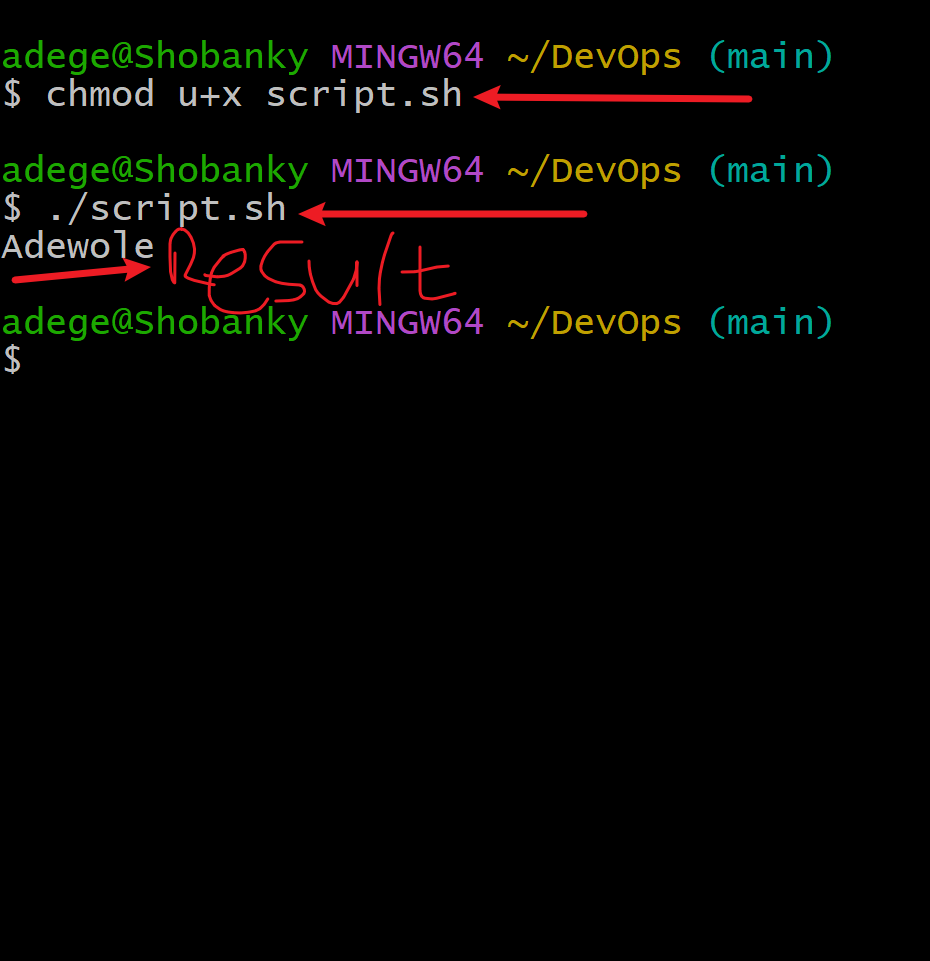 adege@Shobanky MINGW64 ~/DevOps (main)
$ chmod u+x script.sh
adege@Shobanky MINGW64 ~/DevOps (main)
$ ./script.sh
Adewole Result
adege@Shobanky MINGW64 ~/DevOps (main)
$